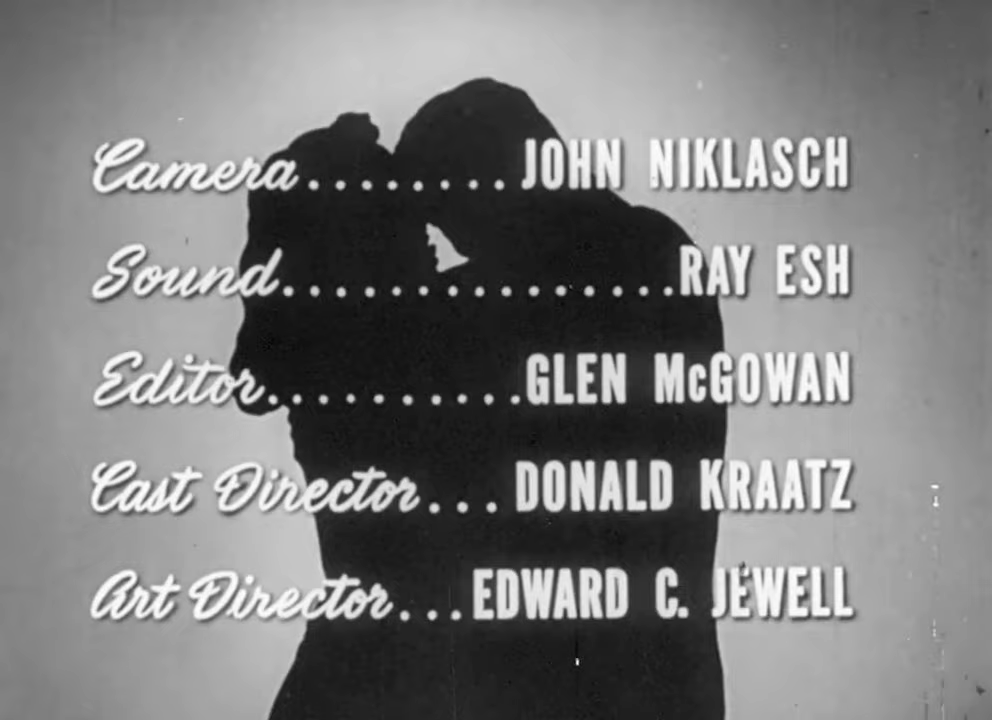 Camera........JOHN NIKLASCH
Sound...............RAY ESH
Editor..........GLEN McGOWAN
Cast Director...DONALD KRAATZ
Art Director...EDWARD C. JEWELL